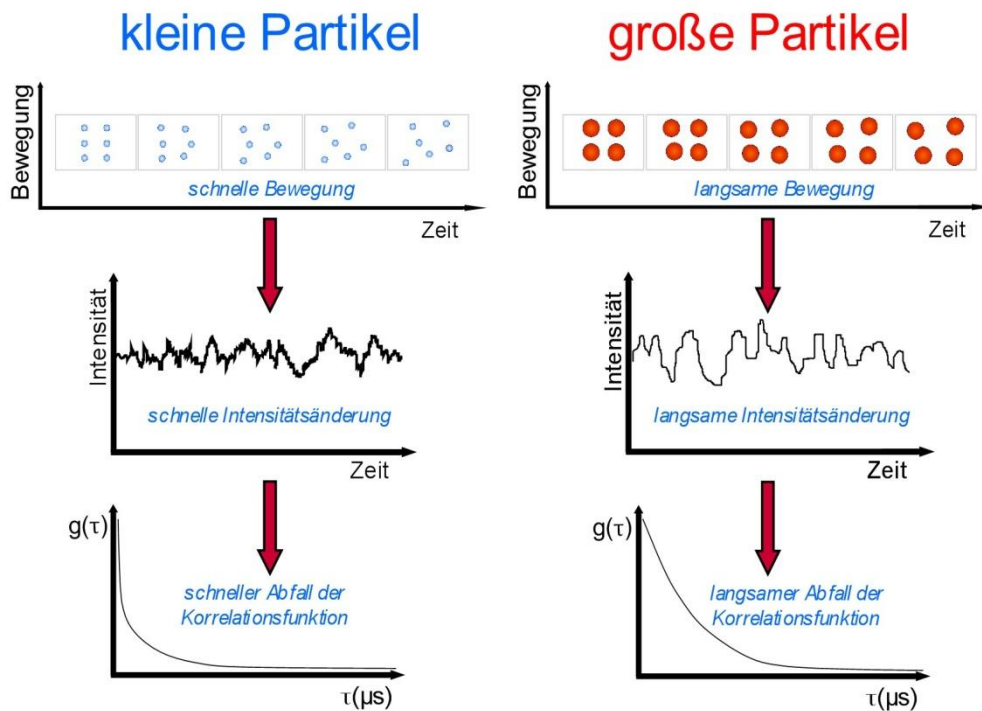 kleine Partikel
Bewegung
schnelle Bewegung
Zeit
Intensität
schnelle Intensitätsänderung
Zeit
g(τ)
schneller Abfall der
Korrelationsfunktion
τ(µs)
große Partikel
Bewegung
langsame Bewegung
Zeit
Intensität
langsame Intensitätsänderung
Zeit
g(τ)
langsamer Abfall der
Korrelationsfunktion
τ(µs)